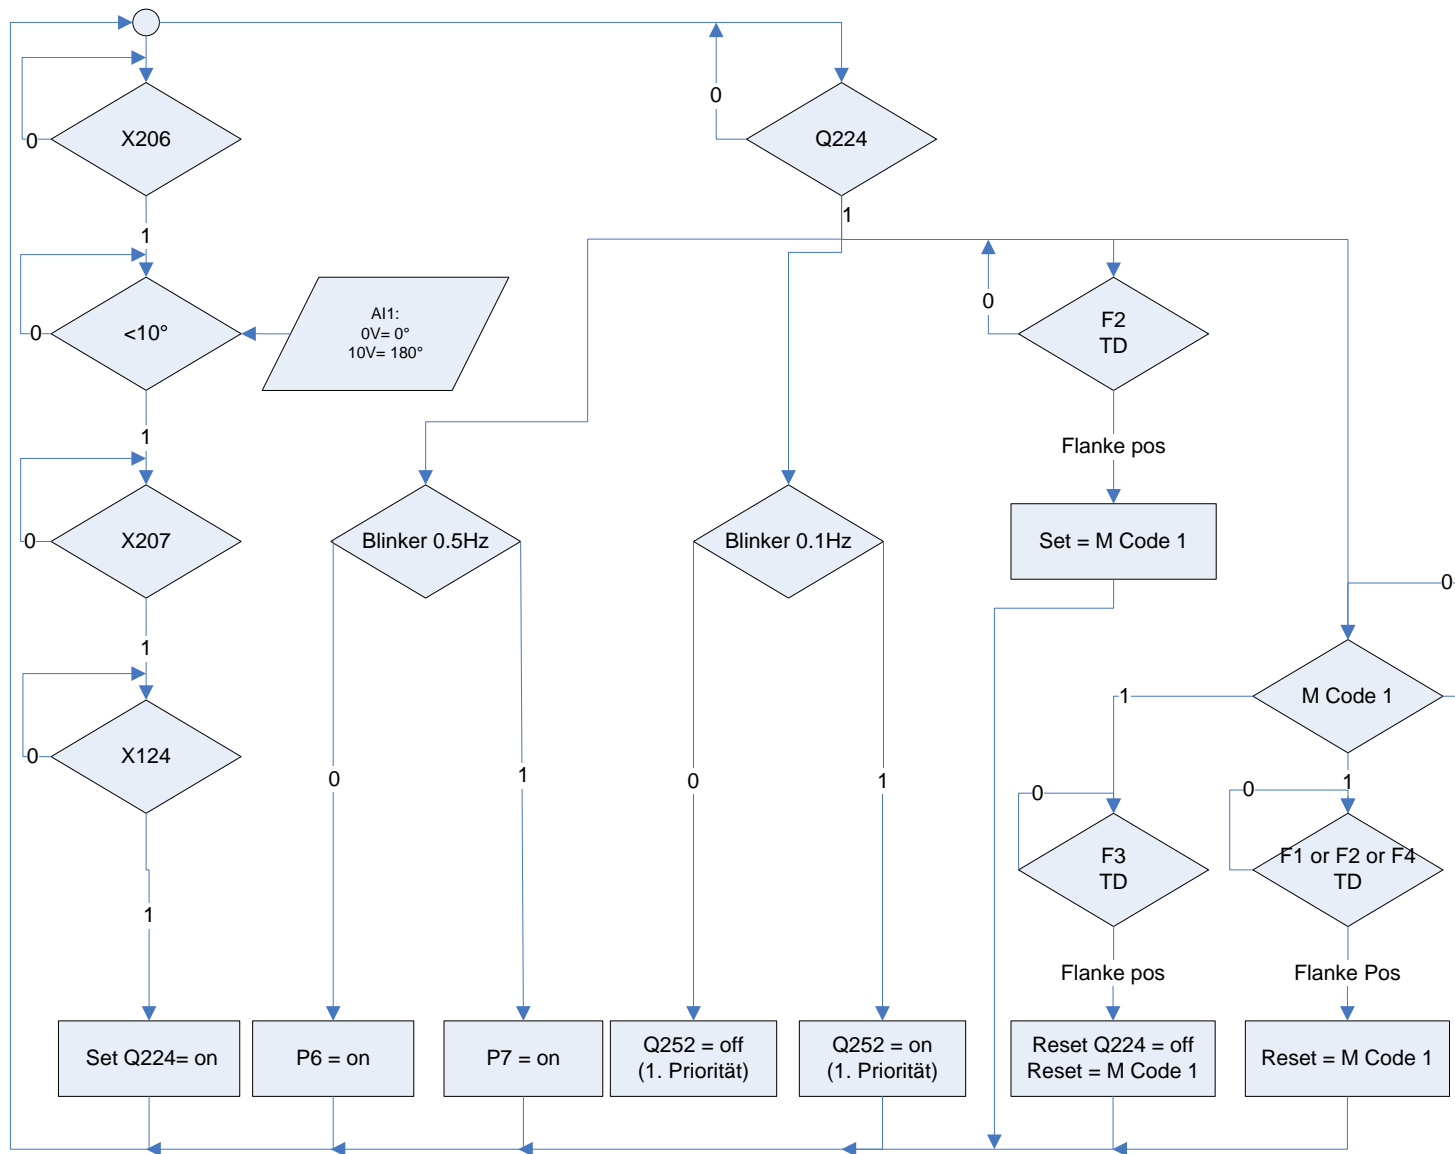 X206
0
1
<10°
0
AI1:
0V= 0°
10V= 180°
1
X207
0
1
X124
0
1
Set Q224= on
Q224
0
1
Blinker 0.5Hz
0
1
P6 = on
P7 = on
Blinker 0.1Hz
0
1
Q252 = off
(1. Priorität)
Q252 = on
(1. Priorität)
F2
TD
0
Flanke pos
Set = M Code 1
M Code 1
0
1
1
F3
TD
0
Flanke pos
Reset Q224 = off
Reset = M Code 1
F1 or F2 or F4
TD
0
Flanke Pos
Reset = M Code 1